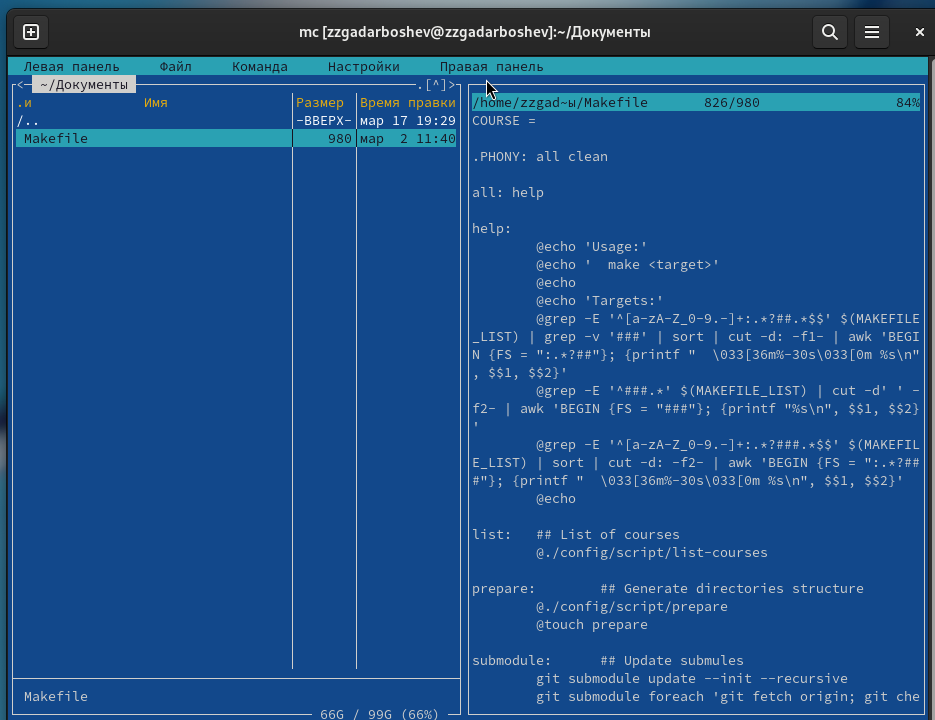 mc [zzgadarboshev@zzgadarboshev]:~/Документы
Левая панель Файл Команда Настройки Правая панель
<— ~/Документы .[^]>
.и Имя Размер Время правки
/.. -ВВЕРХ- мар 17 19:29
Makefile 980 мар 2 11:40
Makefile
66G / 99G (66%)
/home/zzgad~ы/Makefile 826/980 84%
COURSE =
.PHONY: all clean
all: help
help:
@echo 'Usage:'
@echo '  make <target>'
@echo
@echo 'Targets:'
@grep -E '^[a-zA-Z_0-9.-]+:.*?##.*$$' $(MAKEFILE
_LIST) | grep -v '###' | sort | cut -d: -f1- | awk 'BEGI
N {FS = ":.*?##"}; {printf "  \033[36m%-30s\033[0m %s\n"
, $$1, $$2}'
@grep -E '^###.*' $(MAKEFILE_LIST) | cut -d' ' -
f2- | awk 'BEGIN {FS = "###"}; {printf "%s\n", $$1, $$2}
'
@grep -E '^[a-zA-Z_0-9.-]+:.*?###.*$$' $(MAKEFIL
E_LIST) | sort | cut -d: -f2- | awk 'BEGIN {FS = ":.*?##
#"}; {printf "  \033[36m%-30s\033[0m %s\n", $$1, $$2}'
@echo
list:   ## List of courses
@./config/script/list-courses
prepare:        ## Generate directories structure
@./config/script/prepare
@touch prepare
submodule:      ## Update submules
git submodule update --init --recursive
git submodule foreach 'git fetch origin; git che